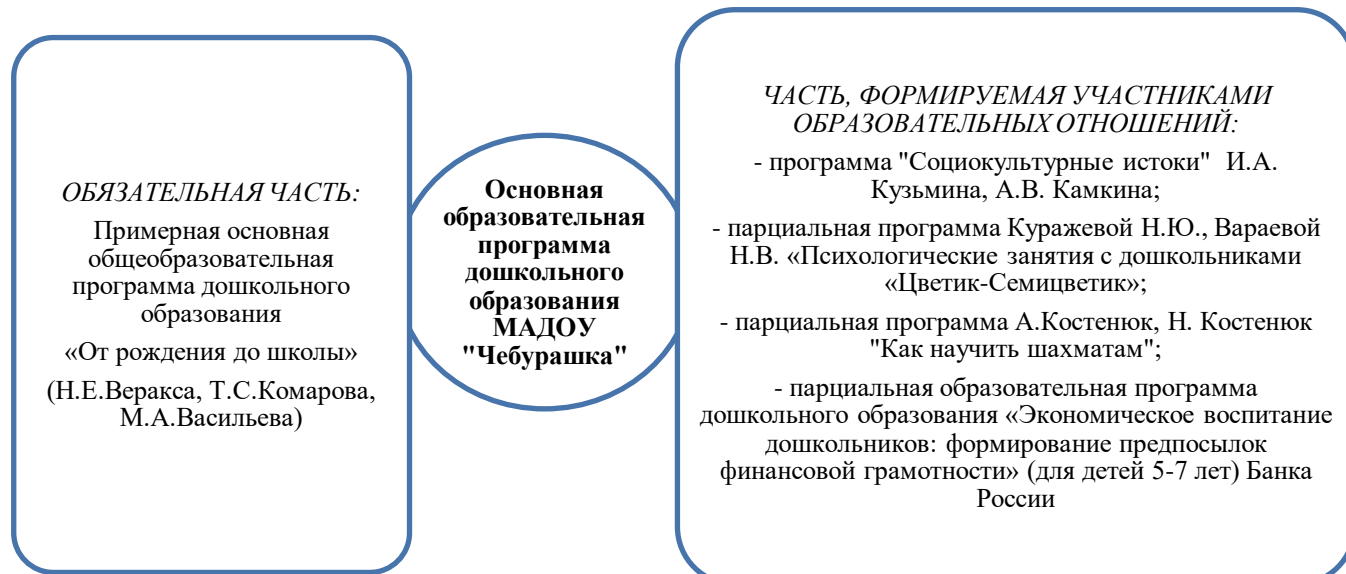 ОБЯЗАТЕЛЬНАЯ ЧАСТЬ:
Примерная основная
общеобразовательная
программа дошкольного
образования
«От рождения до школы»
(Н.Е.Веракса, Т.С.Комарова,
М.А.Васильева)
Основная
образовательная
программа
дошкольного
образования
МАДОУ
"Чебурашка"
ЧАСТЬ, ФОРМИРУЕМАЯ УЧАСТНИКАМИ
ОБРАЗОВАТЕЛЬНЫХ ОТНОШЕНИЙ:
- программа "Социокультурные истоки" И.А.
Кузьмина, А.В. Камкина;
- парциальная программа Куражевой Н.Ю., Вараевой
Н.В. «Психологические занятия с дошкольниками
«Цветик-Семицветик»;
- парциальная программа А.Костенюк, Н. Костенюк
"Как научить шахматам";
- парциальная образовательная программа
дошкольного образования «Экономическое воспитание
дошкольников: формирование предпосылок
финансовой грамотности» (для детей 5-7 лет) Банка
России